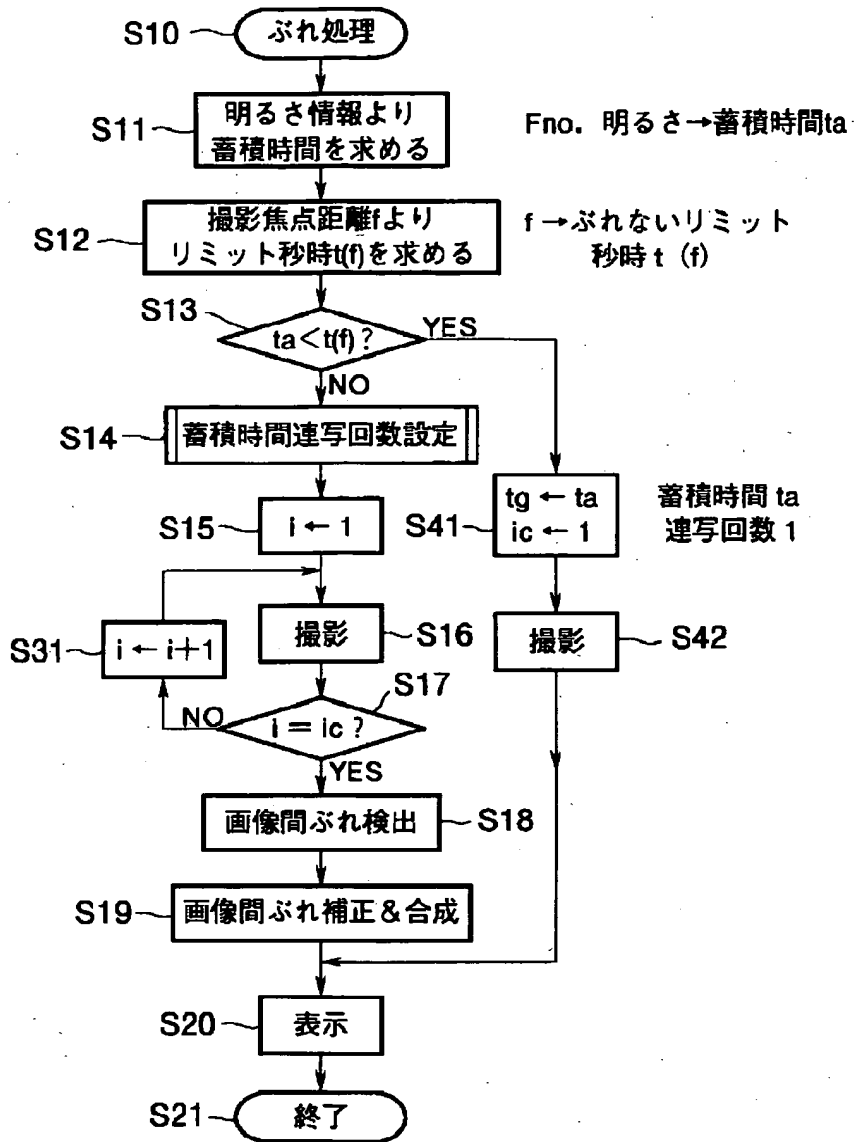 S10
ぶれ処理
S11
明るさ情報より
蓄積時間を求める
Fno. 明るさ→蓄積時間ta
S12
撮影焦点距離fより
リミット秒時t(f)を求める
f→ぶれないリミット
秒時t (f)
S13
ta<t(f)?
YES
NO
S14
蓄積時間連写回数設定
S15
i ← 1
S41
tg ← ta
ic ← 1
蓄積時間 ta
連写回数 1
S31
i ← i+1
撮影
S16
撮影
S42
S17
NO
i = ic ?
YES
画像間ぶれ検出
S18
S19
画像間ぶれ補正&合成
S20
表示
S21
終了